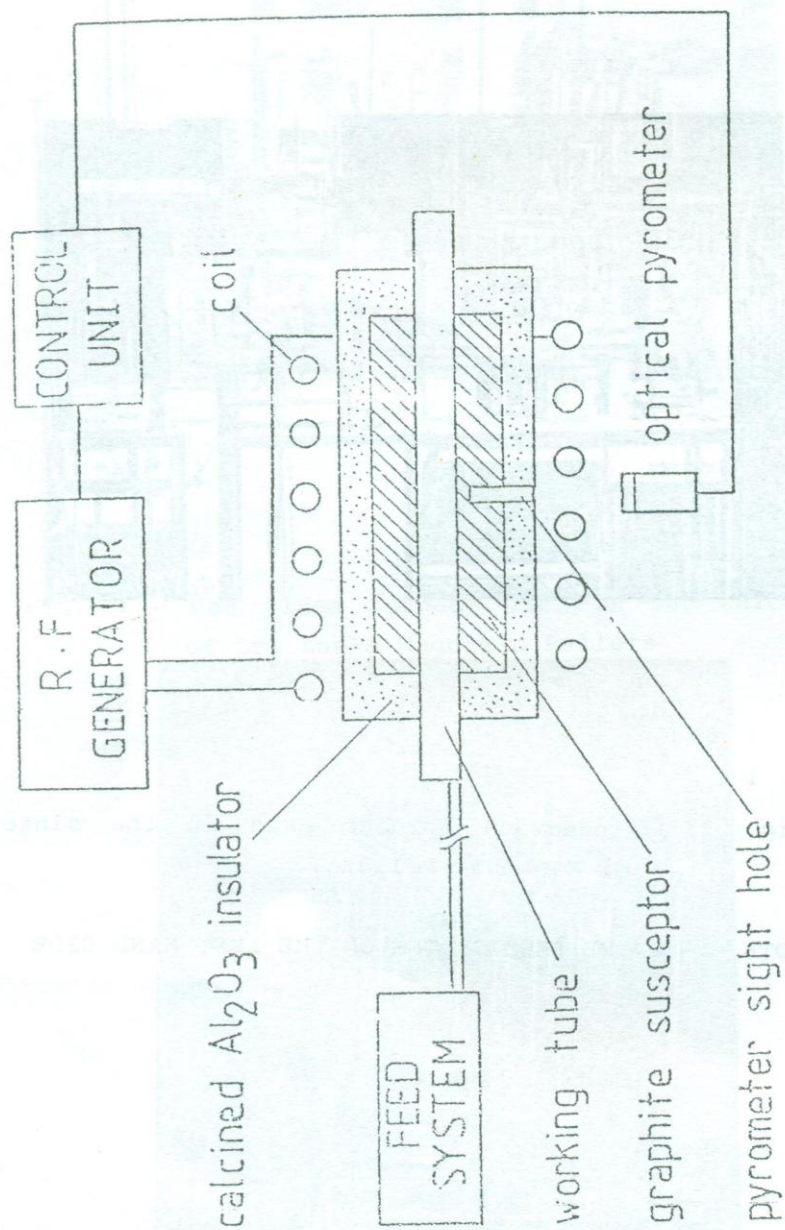 CONTROL
UNIT
R.F
GENERATOR
coil
optical pyrometer
calcined Al₂O₃ insulator
FEED
SYSTEM
working tube
graphite susceptor
pyrometer sight hole